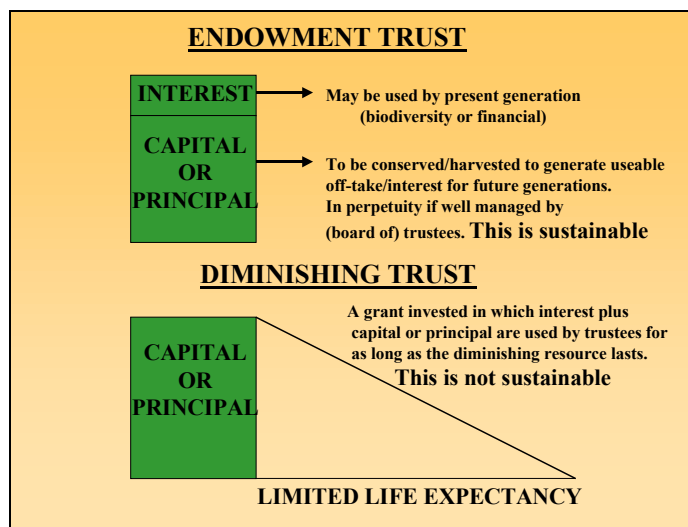 ENDOWMENT TRUST
INTEREST
May be used by present generation
(biodiversity or financial)
CAPITAL
OR
PRINCIPAL
To be conserved/harvested to generate useable
off-take/interest for future generations.
In perpetuity if well managed by
(board of) trustees. This is sustainable
DIMINISHING TRUST
A grant invested in which interest plus
capital or principal are used by trustees for
as long as the diminishing resource lasts.
This is not sustainable
CAPITAL
OR
PRINCIPAL
LIMITED LIFE EXPECTANCY